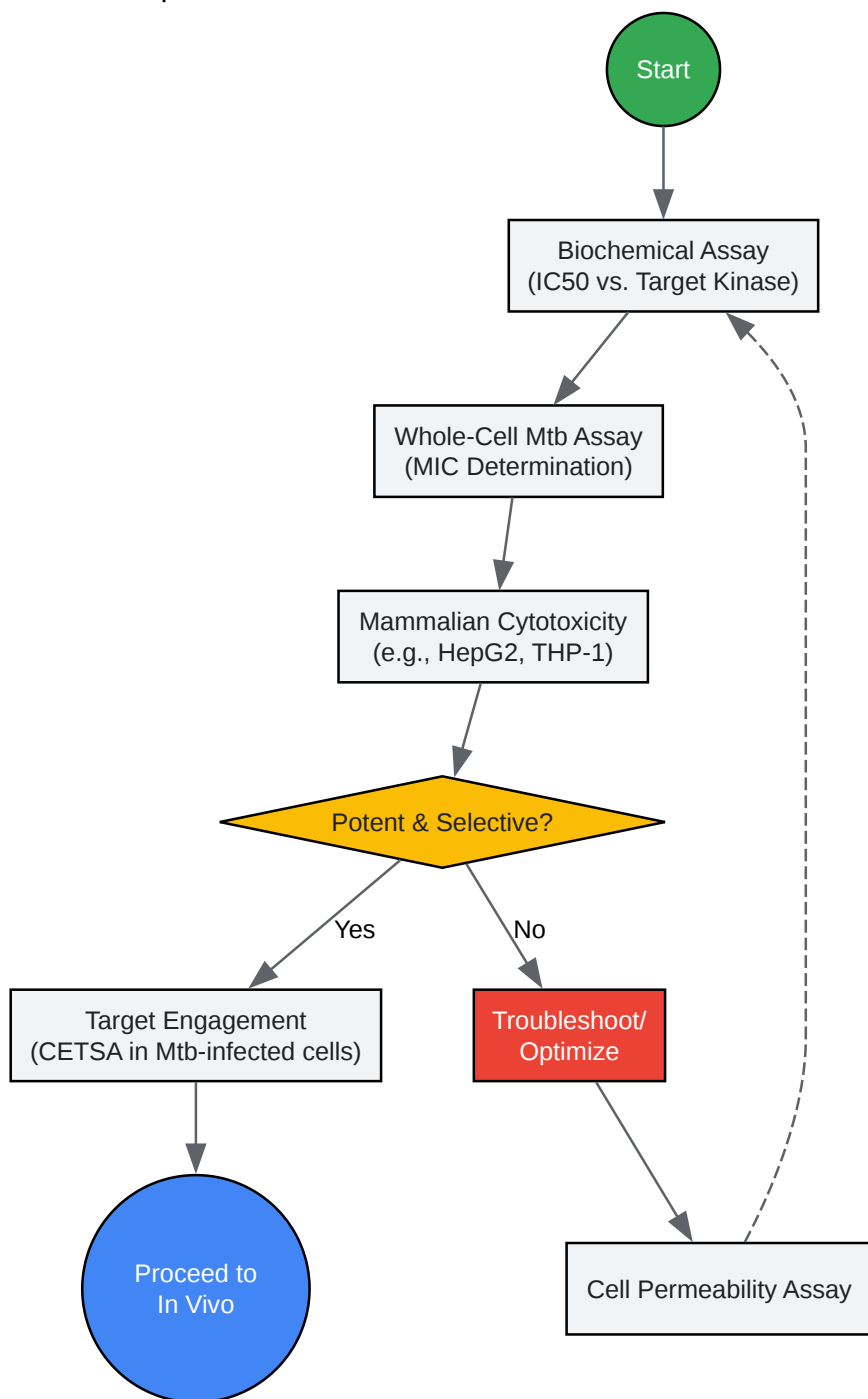 Start
Biochemical Assay
(IC50 vs. Target Kinase)
Whole-Cell Mtb Assay
(MIC Determination)
Mammalian Cytotoxicity
(e.g., HepG2, THP-1)
Potent & Selective?
Yes
No
Target Engagement
(CETSA in Mtb-infected cells)
Troubleshoot/
Optimize
Proceed to
In Vivo
Cell Permeability Assay